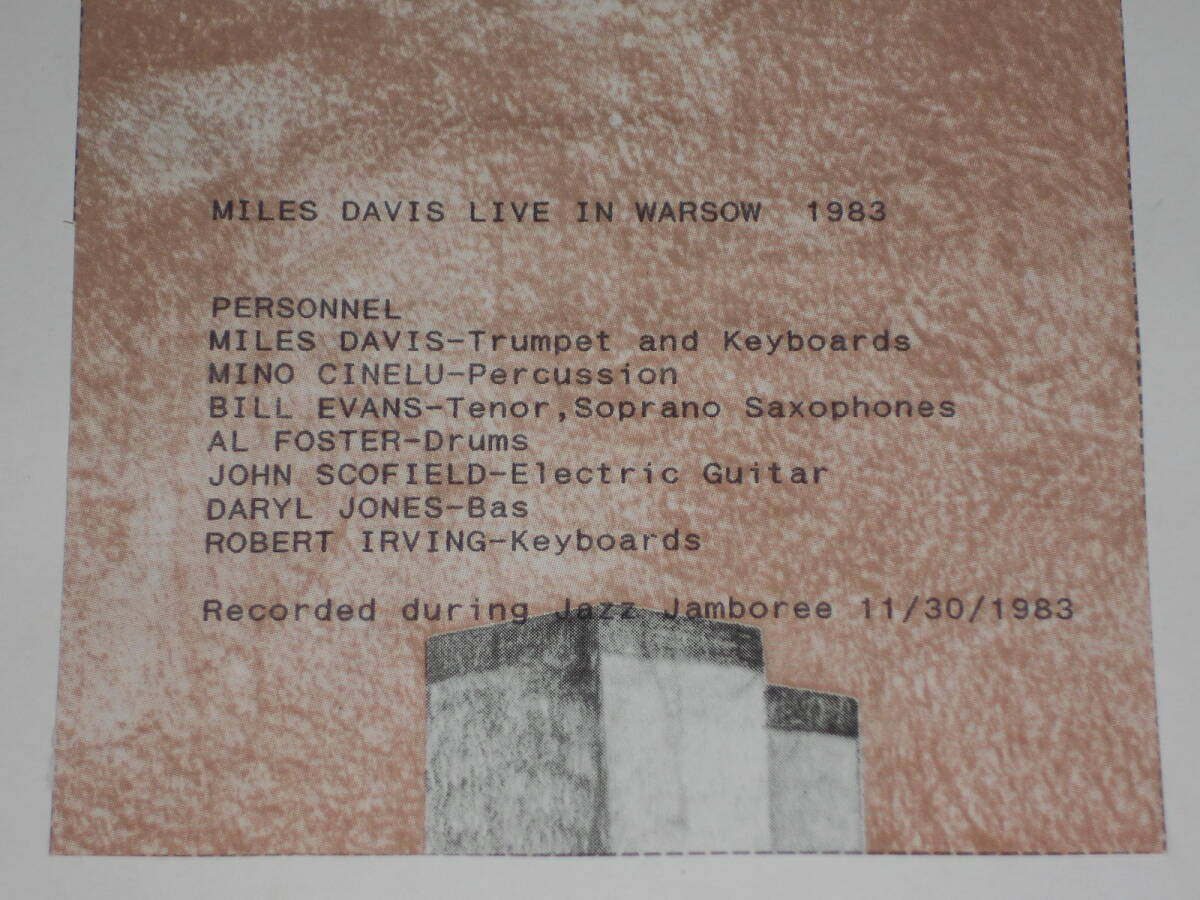 MILES DAVIS LIVE IN WARSOW 1983
PERSONNEL
MILES DAVIS-Trumpet and Keyboards
MINO CINELU-Percussion
BILL EVANS-Tenor,Soprano Saxophones
AL FOSTER-Drums
JOHN SCOFIELD-Electric Guitar
DARYL JONES-Bas
ROBERT IRVING-Keyboards
Recorded during Jazz Jamboree 11/30/1983